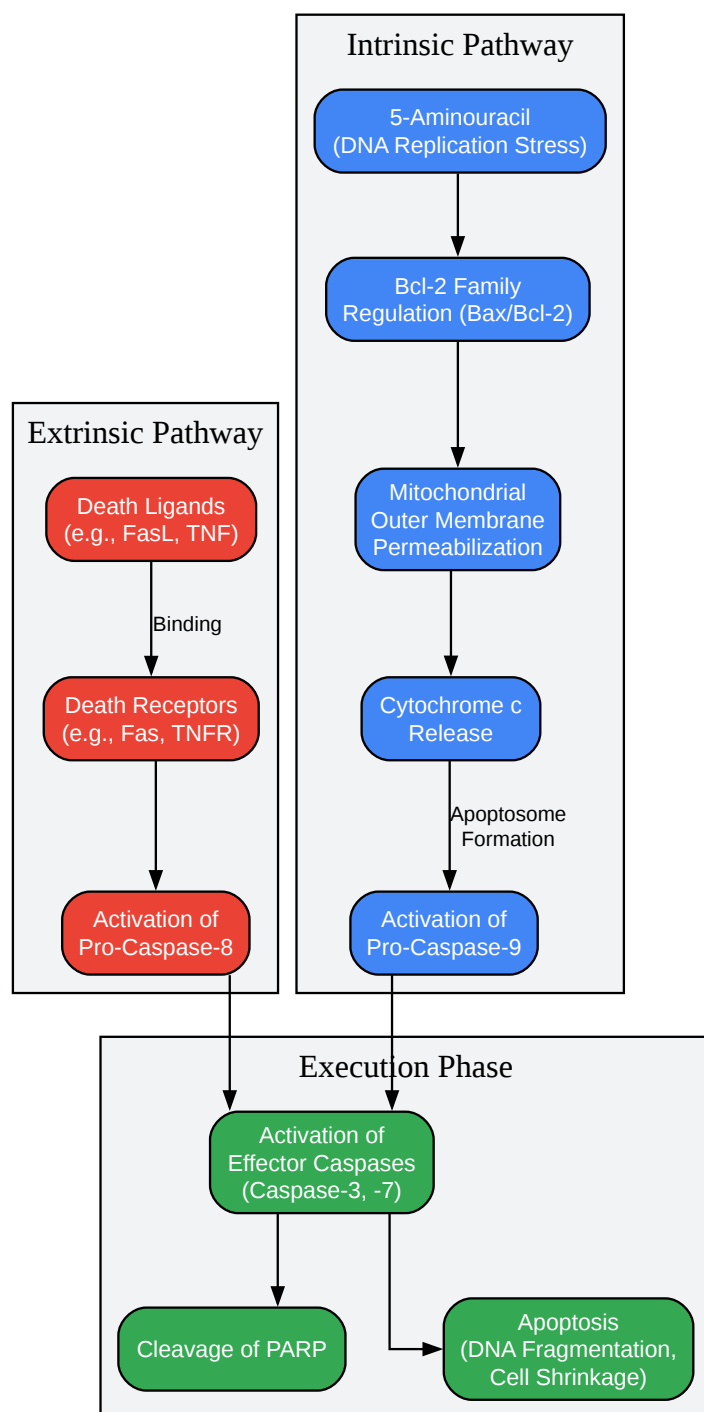 Intrinsic Pathway
5-Aminouracil
(DNA Replication Stress)
Bcl-2 Family
Regulation (Bax/Bcl-2)
Mitochondrial
Outer Membrane
Permeabilization
Cytochrome c
Release
Apoptosome
Formation
Activation of
Pro-Caspase-9
Extrinsic Pathway
Death Ligands
(e.g., FasL, TNF)
Binding
Death Receptors
(e.g., Fas, TNFR)
Activation of
Pro-Caspase-8
Execution Phase
Activation of
Effector Caspases
(Caspase-3, -7)
Cleavage of PARP
Apoptosis
(DNA Fragmentation,
Cell Shrinkage)